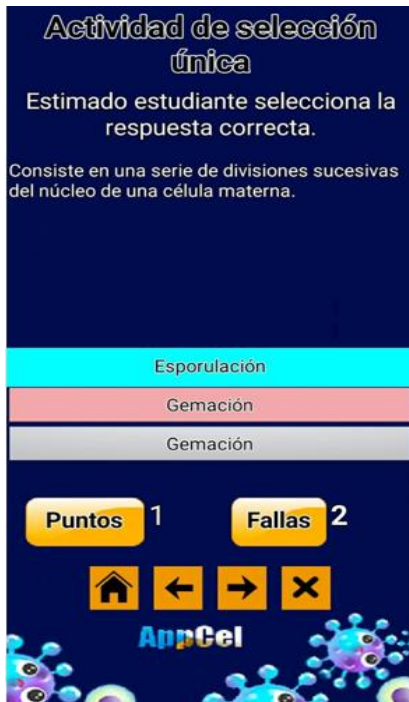 Actividad de selección
única
Estimado estudiante selecciona la
respuesta correcta.
Consiste en una serie de divisiones sucesivas
del núcleo de una célula materna.
Esporulación
Gemación
Gemación
Puntos 1 Fallas 2
AppCel